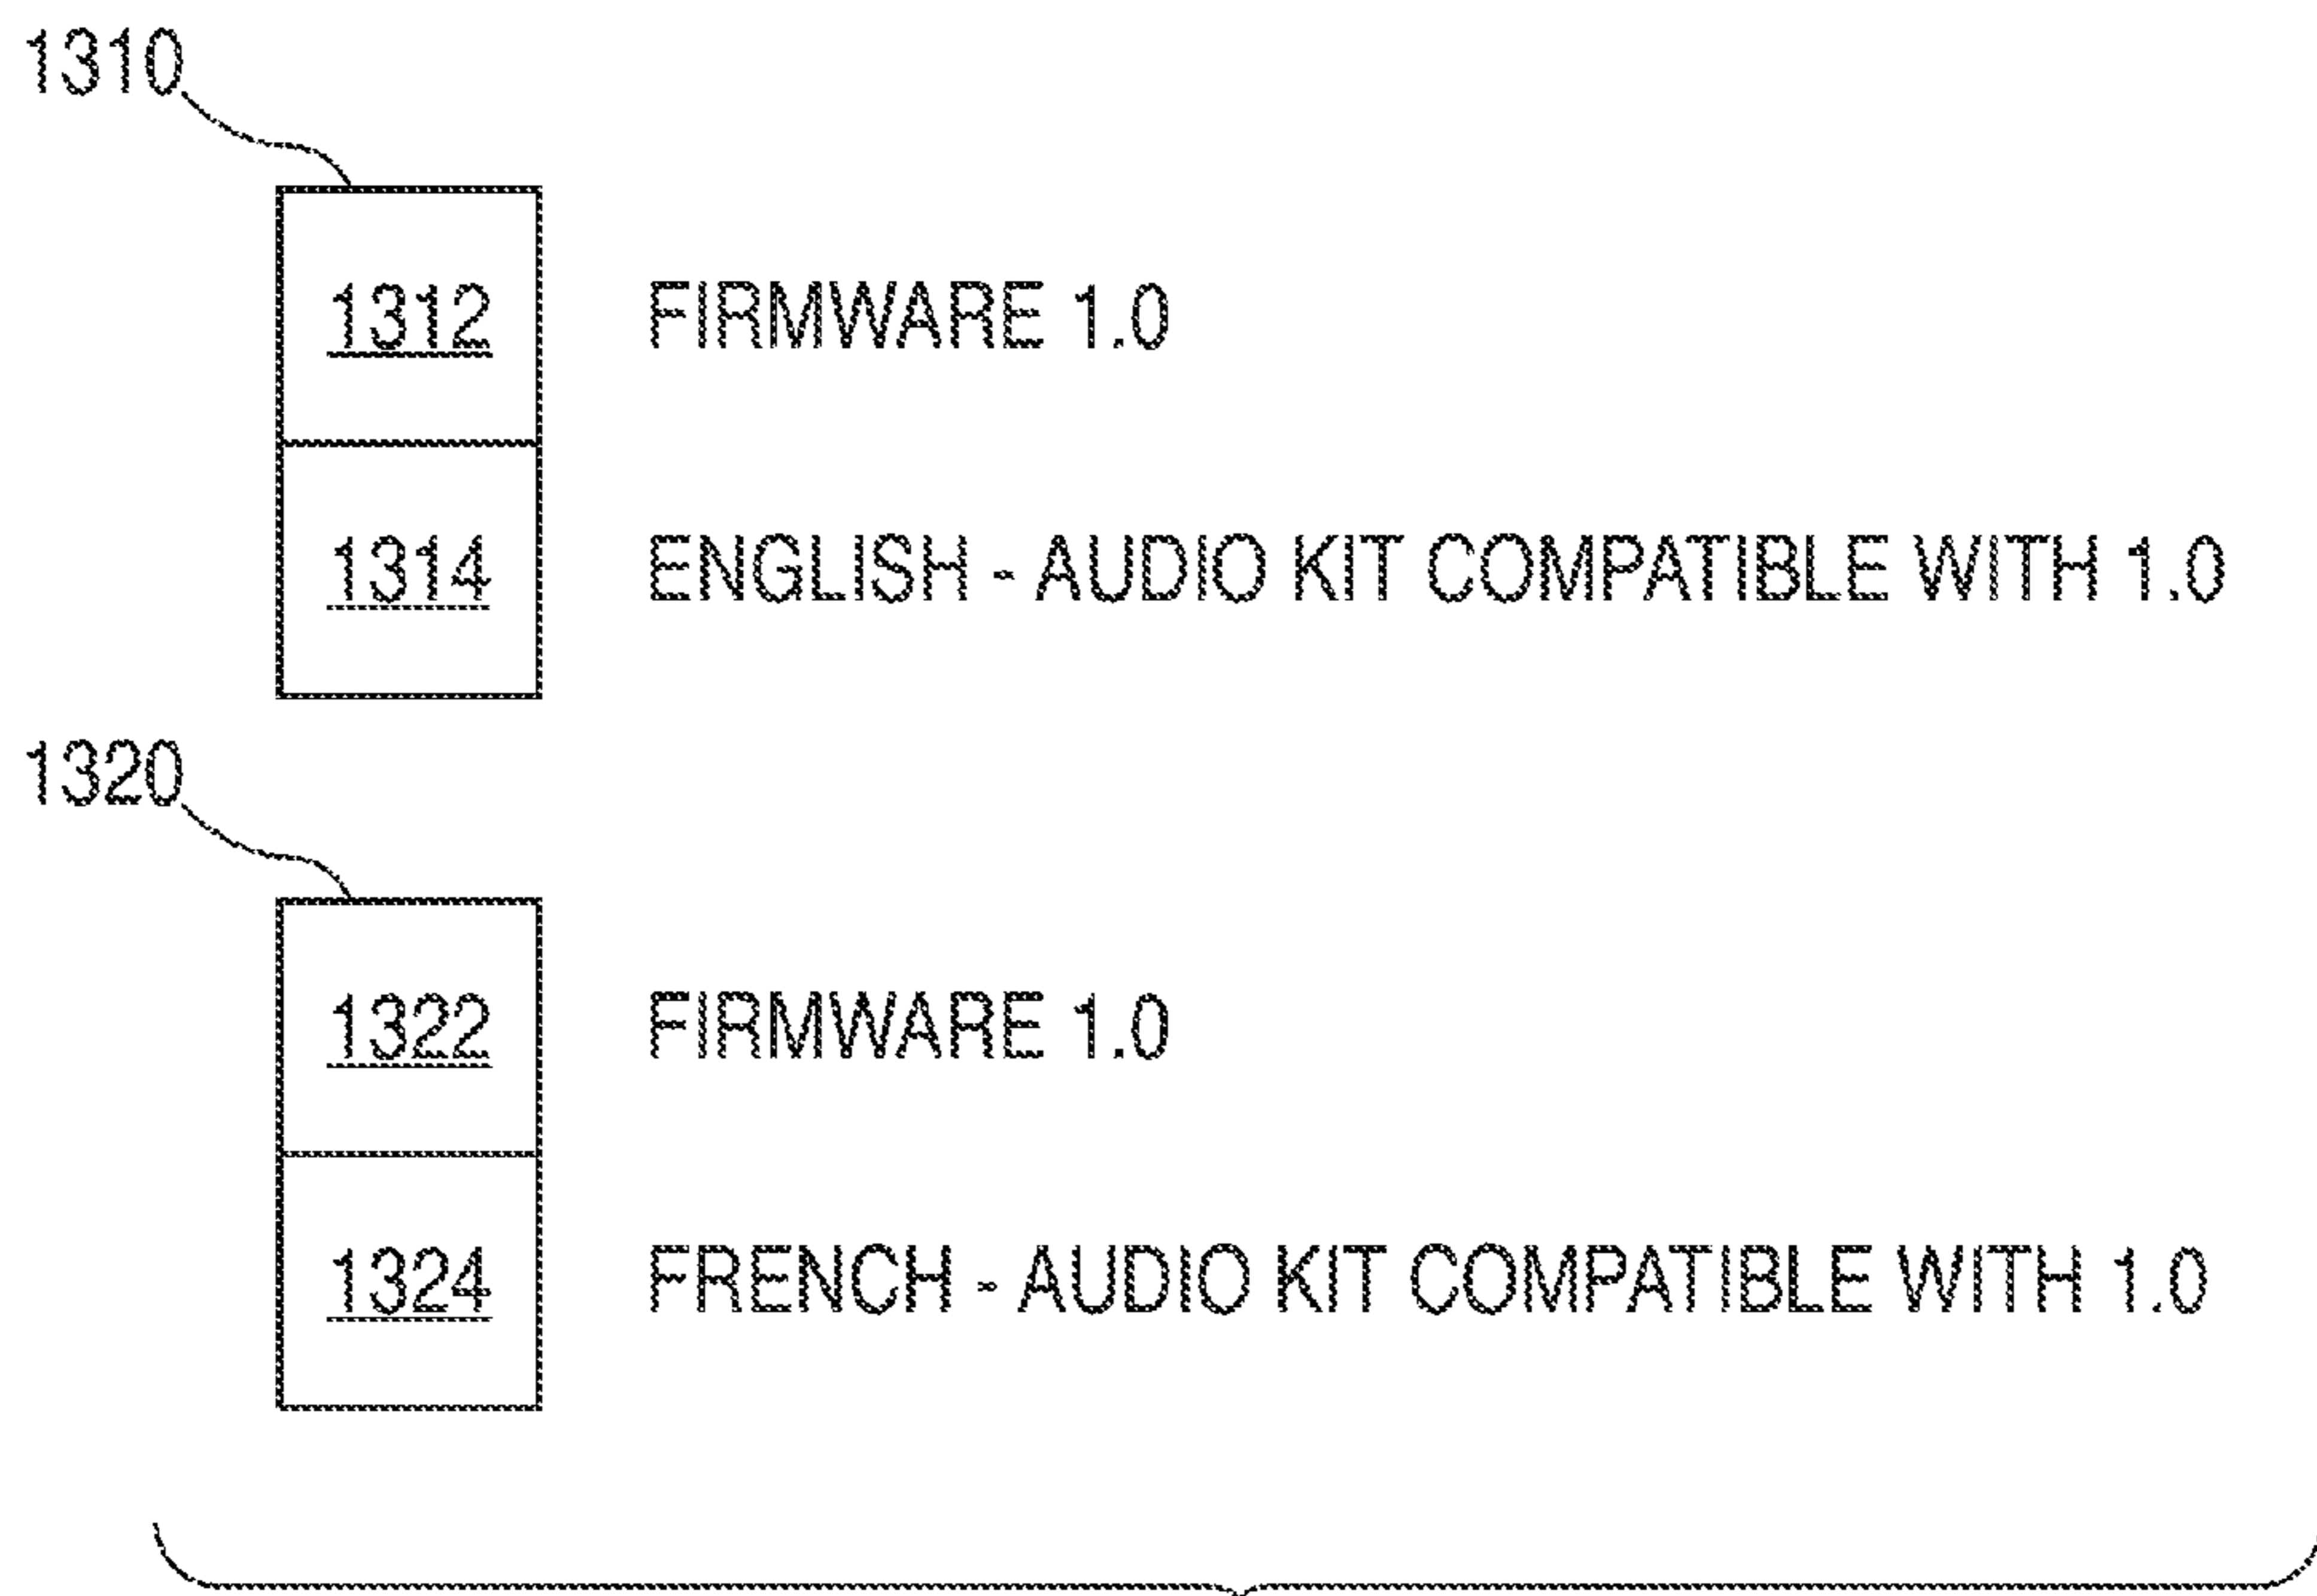 1310
1312 FIRMWARE 1.0
1314 ENGLISH - AUDIO KIT COMPATIBLE WITH 1.0
1320
1322 FIRMWARE 1.0
1324 FRENCH - AUDIO KIT COMPATIBLE WITH 1.0